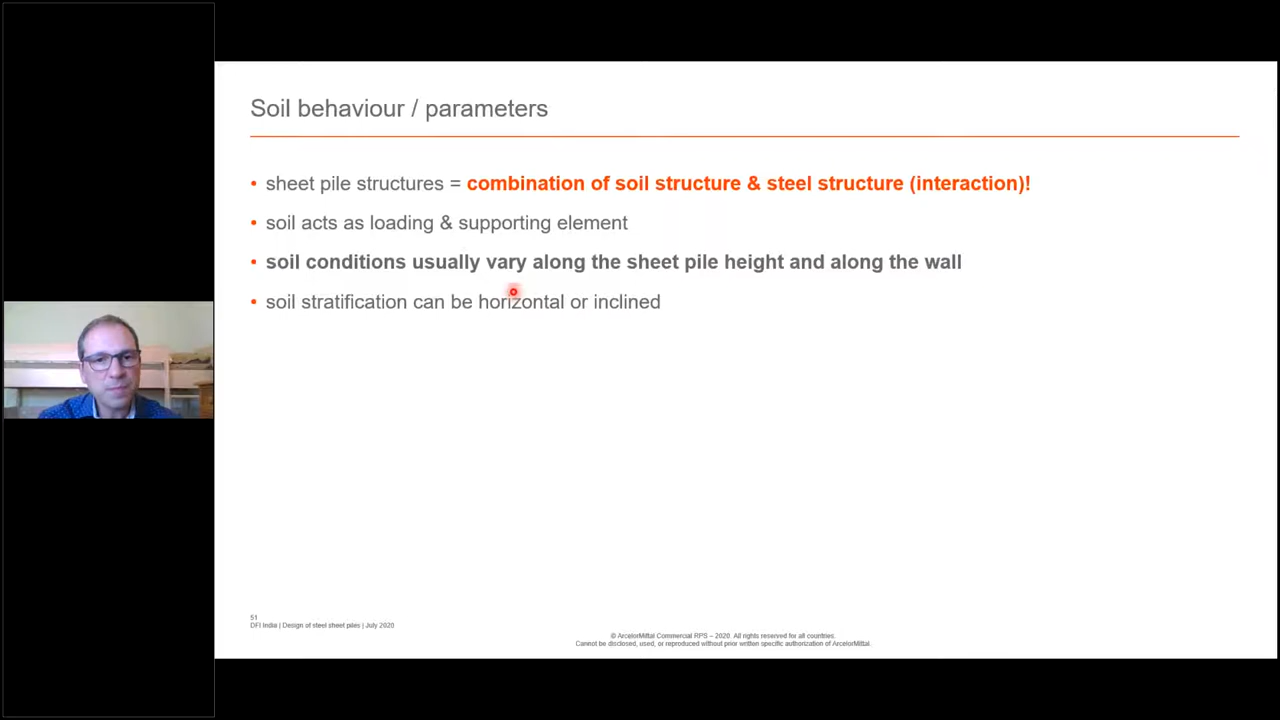 Soil behaviour / parameters
• sheet pile structures = combination of soil structure & steel structure (interaction)!
• soil acts as loading & supporting element
• soil conditions usually vary along the sheet pile height and along the wall
• soil stratification can be horizontal or inclined
51
DFI India | Design of steel sheet piles | July 2020
© ArcelorMittal Commercial RPS – 2020. All rights reserved for all countries.
Cannot be disclosed, used, or reproduced without prior written specific authorization of ArcelorMittal.